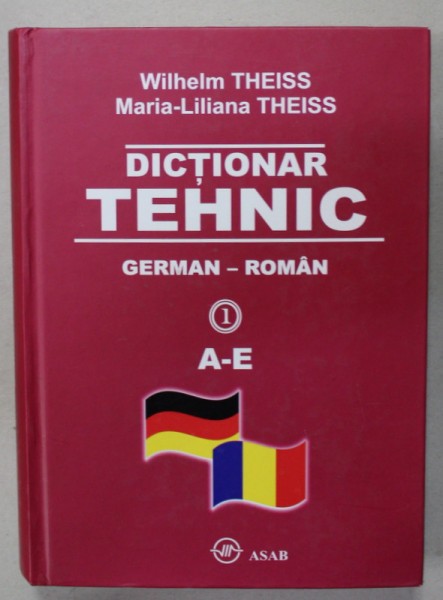 Wilhelm THEISS
Maria-Liliana THEISS
DICȚIONAR
TEHNIC
GERMAN – ROMÂN
1
A-E
ASAB